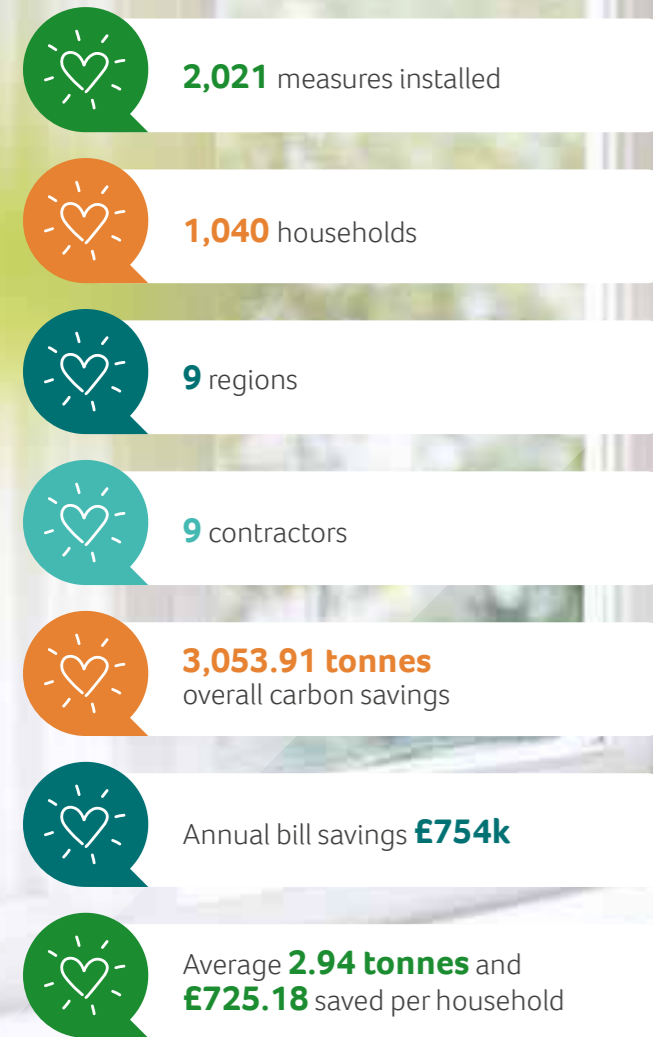 2,021 measures installed
1,040 households
9 regions
9 contractors
3,053.91 tonnes
overall carbon savings
Annual bill savings £754k
Average 2.94 tonnes and
£725.18 saved per household